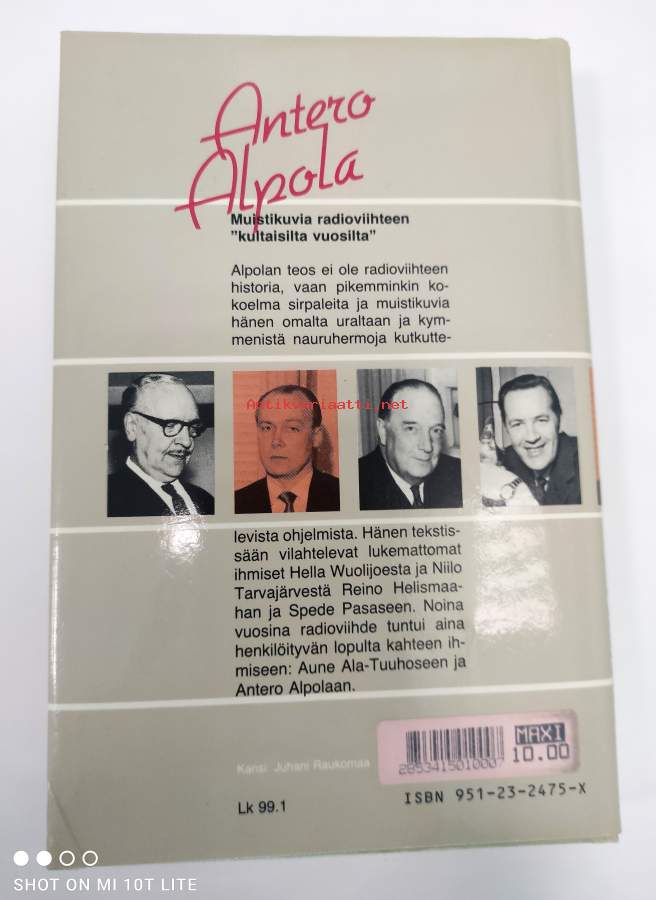 Antero
Alpola
Muistikuvia radioviihteen
"kultaisilta vuosilta"
Alpolan teos ei ole radioviihteen
historia, vaan pikemminkin ko-
koelma sirpaleita ja muistikuvia
hänen omalta uraltaan ja kym-
menistä nauruhermoja kutkutte-
Antikvariaatti.net
levista ohjelmista. Hänen tekstis-
sään vilahtelevat lukemattomat
ihmiset Hella Wuolijoesta ja Niilo
Tarvajärvestä Reino Helismaa-
han ja Spede Pasaseen. Noina
vuosina radioviihde tuntui aina
henkilöityvän lopulta kahteen ih-
miseen: Aune Ala-Tuuhoseen ja
Antero Alpolaan.
MAXI
10.00
2853415010007
Kansi: Juhani Raukomaa
ISBN 951-23-2475-X
Lk 99.1
SHOT ON MI 10T LITE